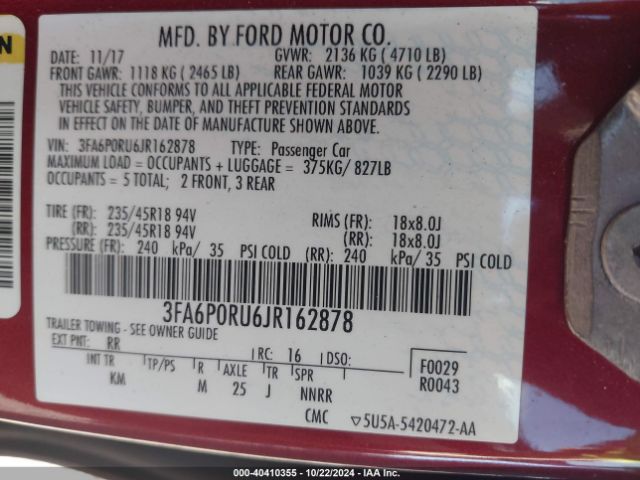 N
MFD. BY FORD MOTOR CO.
DATE: 11/17 GVWR: 2136 KG ( 4710 LB)
FRONT GAWR: 1118 KG ( 2465 LB) REAR GAWR: 1039 KG ( 2290 LB)
THIS VEHICLE CONFORMS TO ALL APPLICABLE FEDERAL MOTOR
VEHICLE SAFETY, BUMPER, AND THEFT PREVENTION STANDARDS
IN EFFECT ON THE DATE OF MANUFACTURE SHOWN ABOVE.
VIN: 3FA6P0RU6JR162878 TYPE: Passenger Car
MAXIMUM LOAD = OCCUPANTS + LUGGAGE = 375KG/ 827LB
OCCUPANTS = 5 TOTAL; 2 FRONT, 3 REAR
TIRE (FR): 235/45R18 94V RIMS (FR): 18x8.0J
(RR): 235/45R18 94V (RR): 18x8.0J
PRESSURE (FR): 240 kPa/ 35 PSI COLD (RR): 240 kPa/ 35 PSI COLD
3FA6P0RU6JR162878
TRAILER TOWING - SEE OWNER GUIDE
EXT PNT: RR RC: 16 DSO: F0029
INT TR TP/PS R AXLE TR SPR R0043
KM M 25 J NNRR
CMC 5U5A-5420472-AA
000-40410355 - 10/22/2024 - IAA Inc.